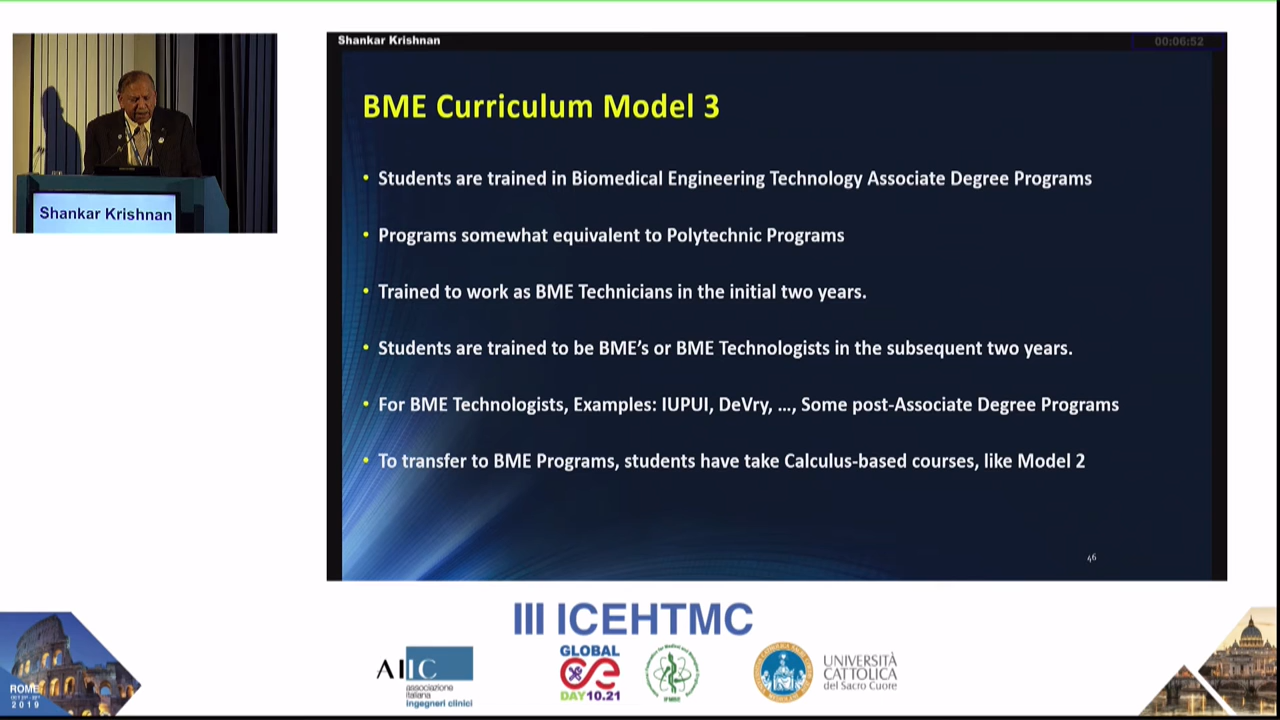 Shankar Krishnan
00:06:52
BME Curriculum Model 3
• Students are trained in Biomedical Engineering Technology Associate Degree Programs
• Programs somewhat equivalent to Polytechnic Programs
• Trained to work as BME Technicians in the initial two years.
• Students are trained to be BME’s or BME Technologists in the subsequent two years.
• For BME Technologists, Examples: IUPUI, DeVry, …, Some post-Associate Degree Programs
• To transfer to BME Programs, students have take Calculus-based courses, like Model 2
46
Shankar Krishnan
III ICEHTMC
AIIC
associazione
italiana
ingegneri clinici
GLOBAL
CE
DAY 10.21
IFMBE
UNIVERSITÀ
CATTOLICA
del Sacro Cuore
ROME
2019